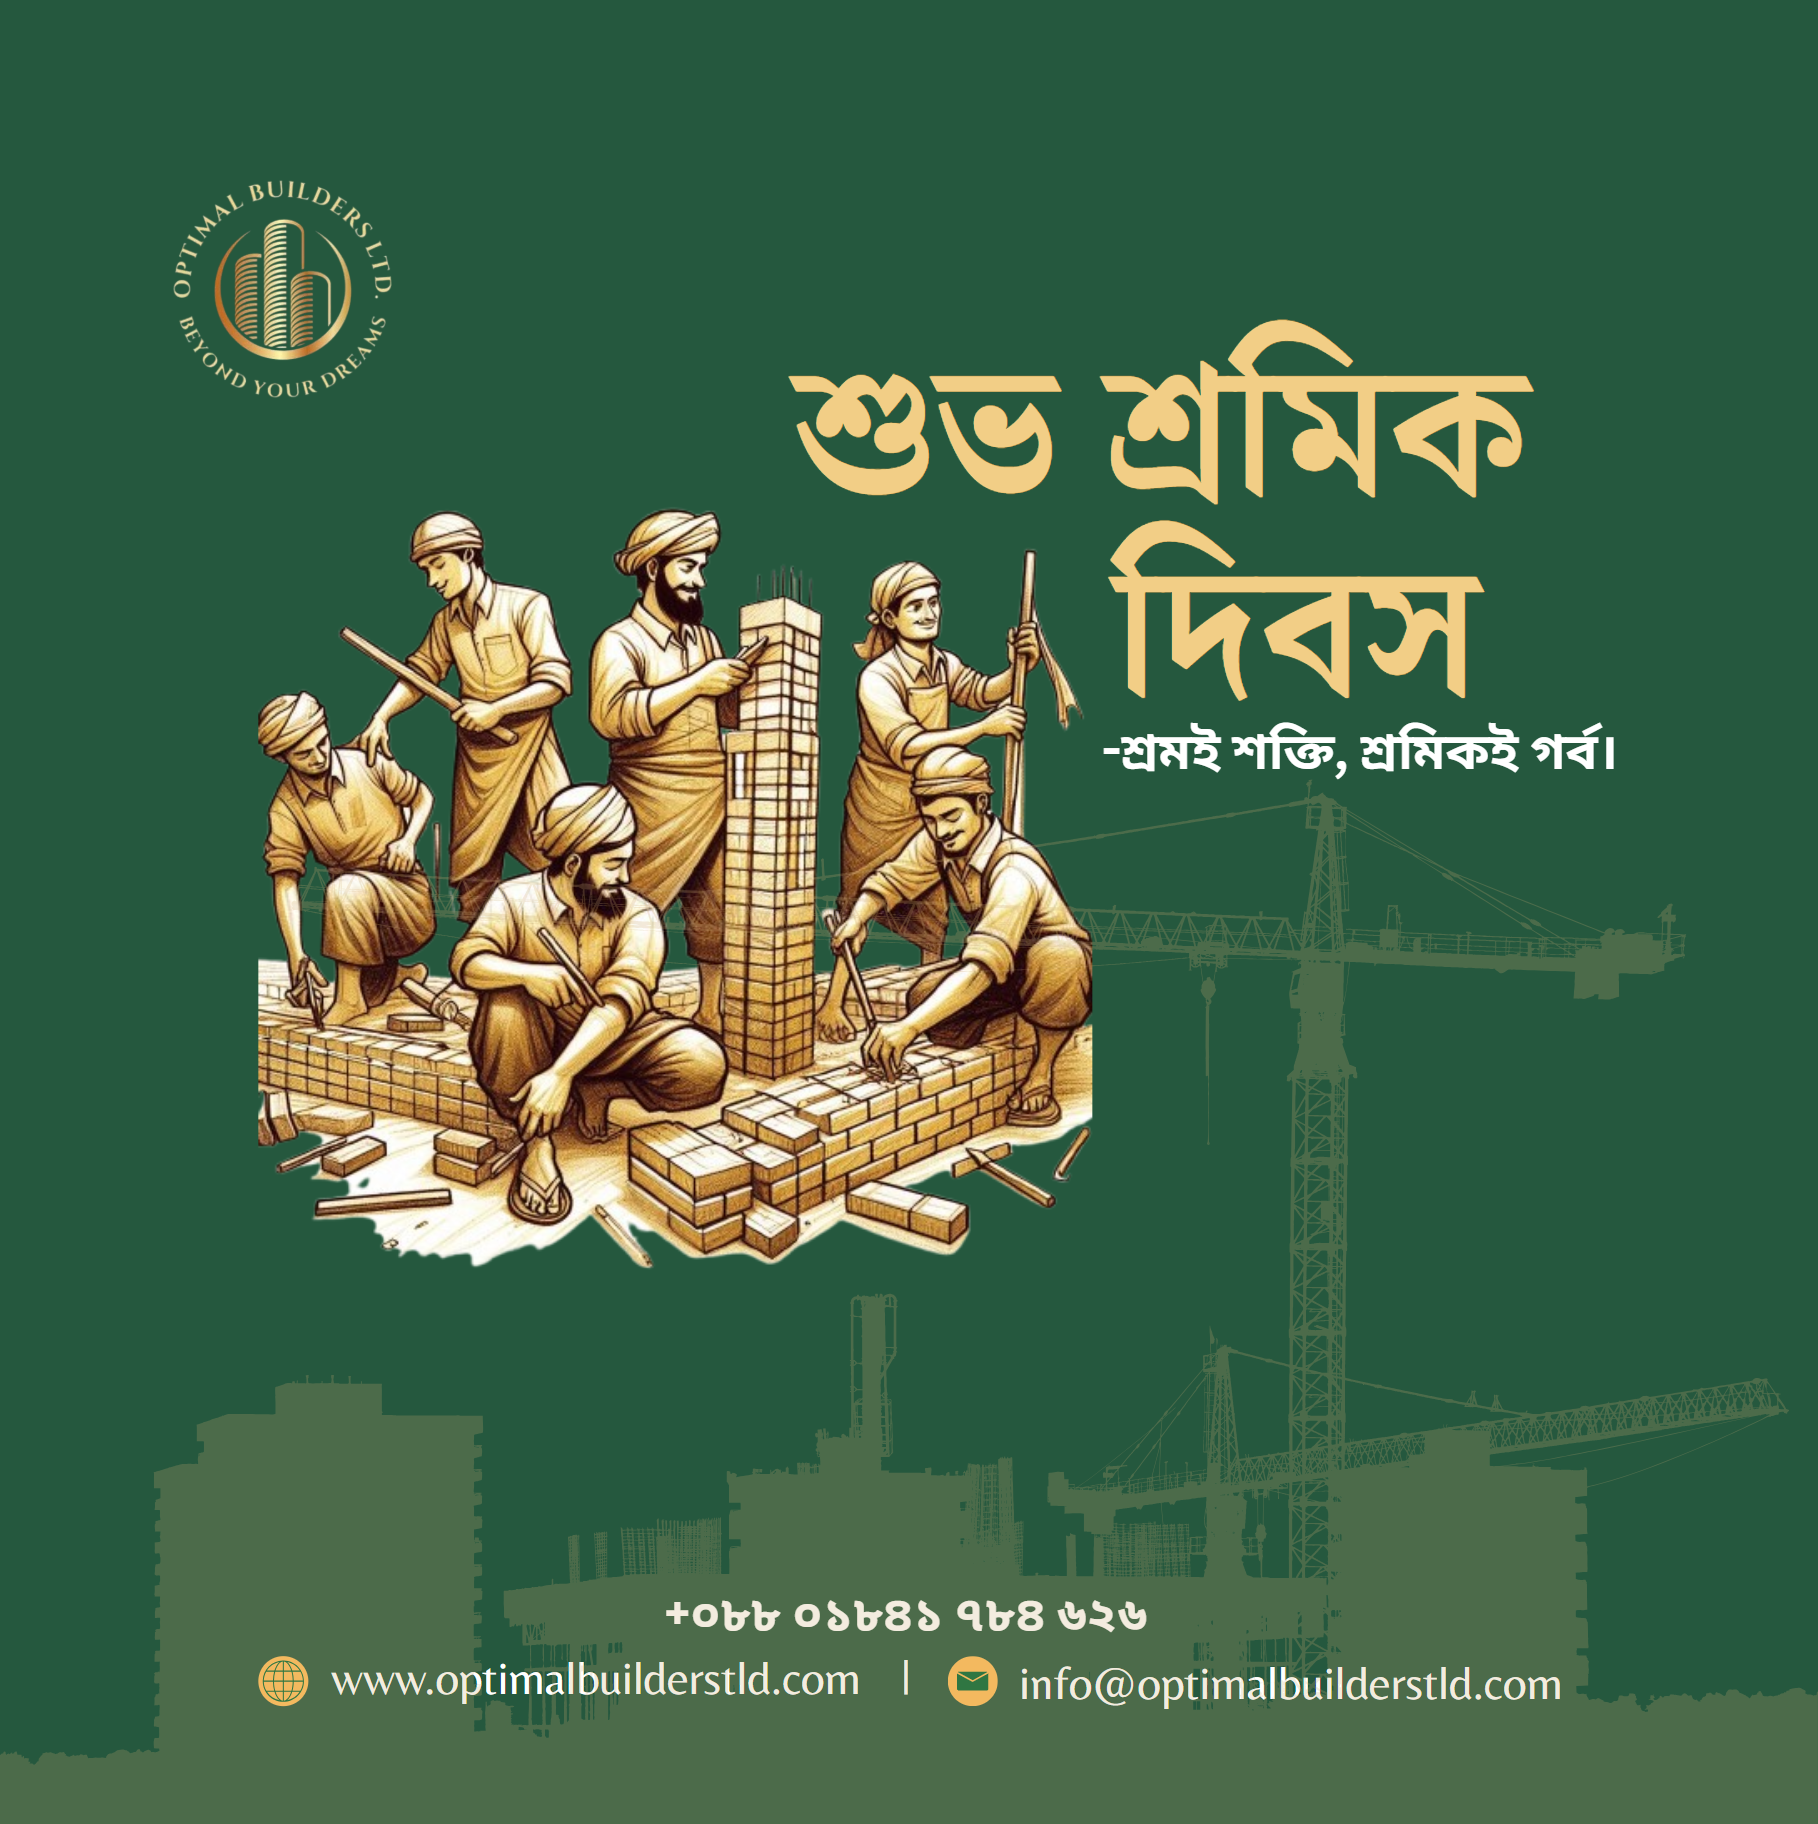 OPTIMAL BUILDERS LTD.
BEYOND YOUR DREAMS
শুভ শ্রমিক
দিবস
-শ্রমই শক্তি, শ্রমিকই গর্ব।
+০৮৮ ০১৮৪১ ৭৮৪ ৬২৬
www.optimalbuilderstld.com | info@optimalbuilderstld.com